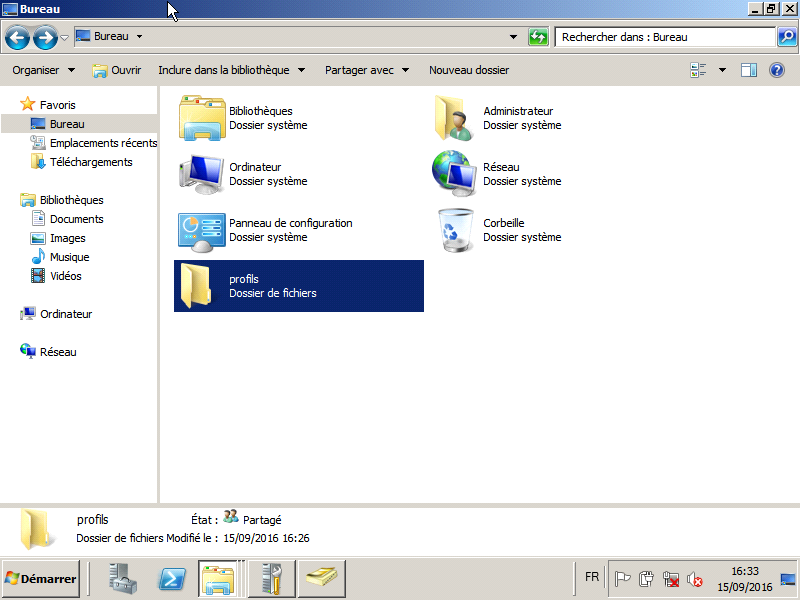 Bureau
Bureau
Rechercher dans : Bureau
Organiser
Ouvrir
Inclure dans la bibliothèque
Partager avec
Nouveau dossier
Favoris
Bureau
Emplacements récents
Téléchargements
Bibliothèques
Documents
Images
Musique
Vidéos
Ordinateur
Réseau
Bibliothèques
Dossier système
Administrateur
Dossier système
Ordinateur
Dossier système
Réseau
Dossier système
Panneau de configuration
Dossier système
Corbeille
Dossier système
profils
Dossier de fichiers
profils
État : Partagé
Dossier de fichiers Modifié le : 15/09/2016 16:26
Démarrer
FR
16:33
15/09/2016